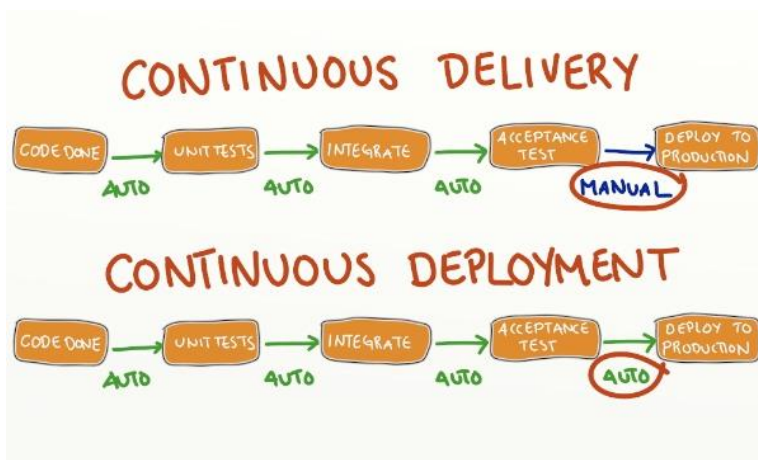 CONTINUOUS DELIVERY
CODE DONE
UNIT TESTS
INTEGRATE
ACCEPTANCE
TEST
DEPLOY TO
PRODUCTION
AUTO
AUTO
AUTO
MANUAL
CONTINUOUS DEPLOYMENT
CODE DONE
UNIT TESTS
INTEGRATE
ACCEPTANCE
TEST
DEPLOY TO
PRODUCTION
AUTO
AUTO
AUTO
AUTO